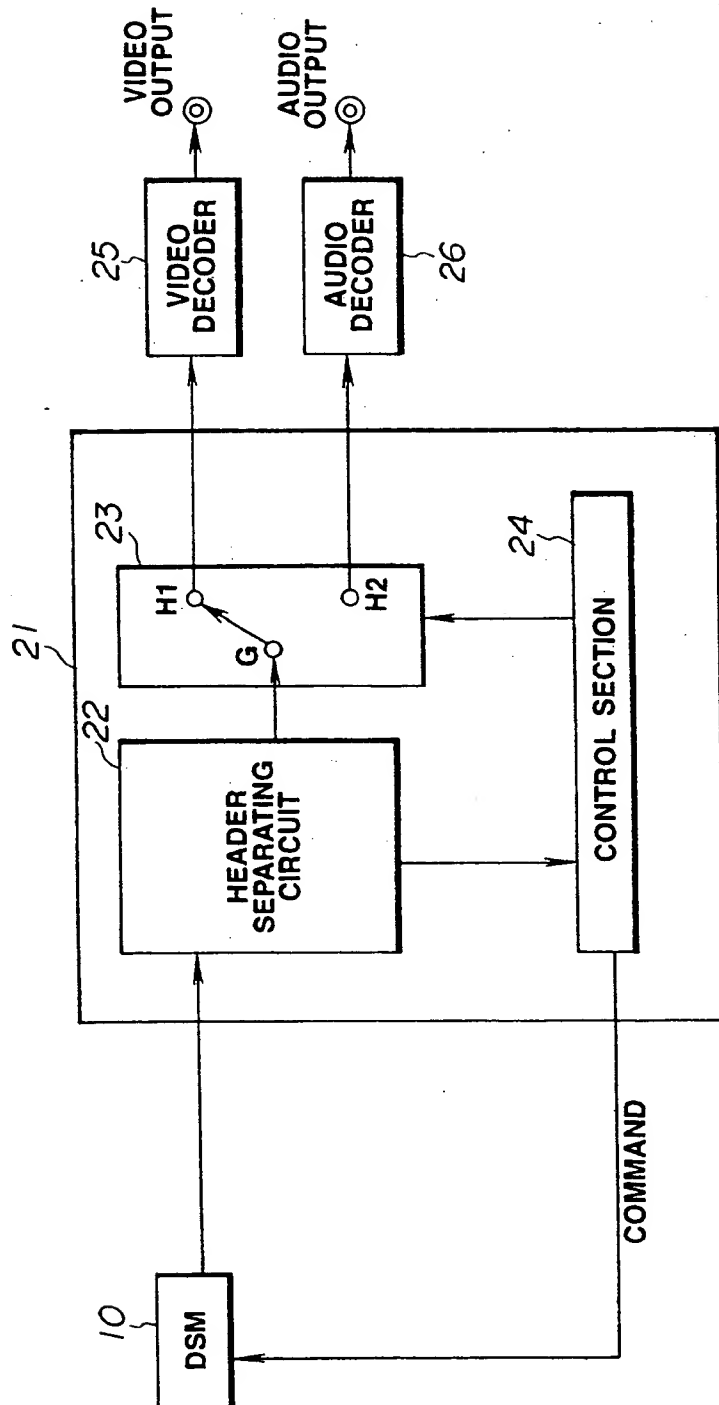 10
DSM
COMMAND
21
22
HEADER
SEPARATING
CIRCUIT
23
G
H1
H2
24
CONTROL SECTION
25
VIDEO
DECODER
VIDEO
OUTPUT
26
AUDIO
DECODER
AUDIO
OUTPUT